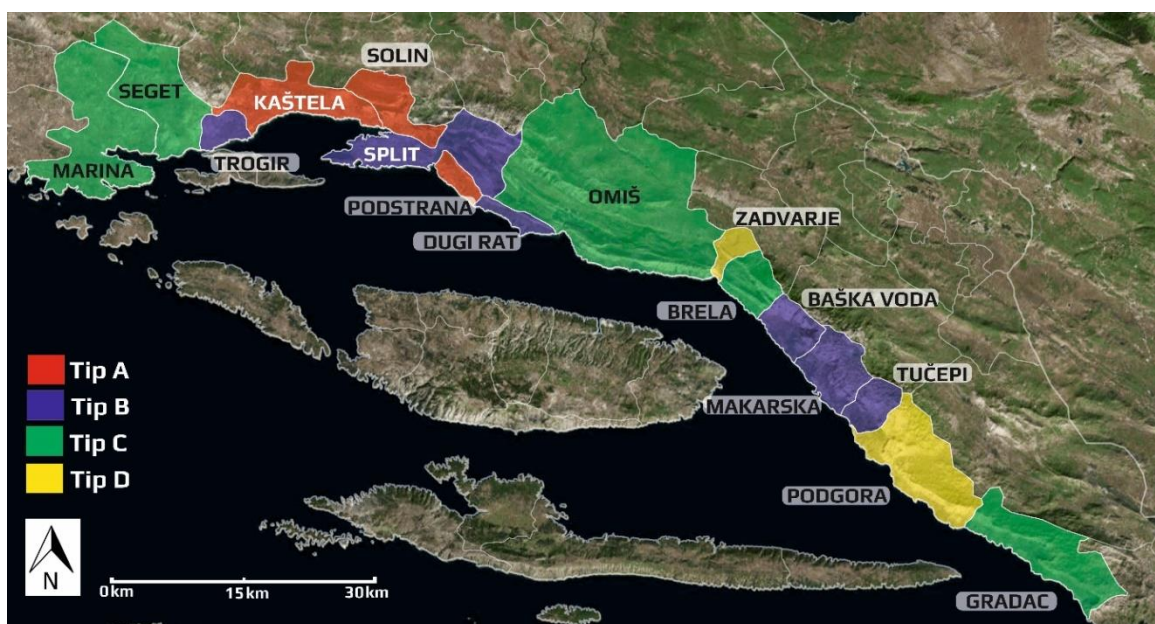 SOLIN
SEGET
KAŠTELA
SPLIT
MARINA
TROGIR
OMIŠ
PODSTRANA
ZADVARJE
DUGI RAT
BAŠKA VODA
BRELA
TUČEPI
MAKARSKA
PODGORA
GRADAC
Tip A
Tip B
Tip C
Tip D
N
0km 15km 30km